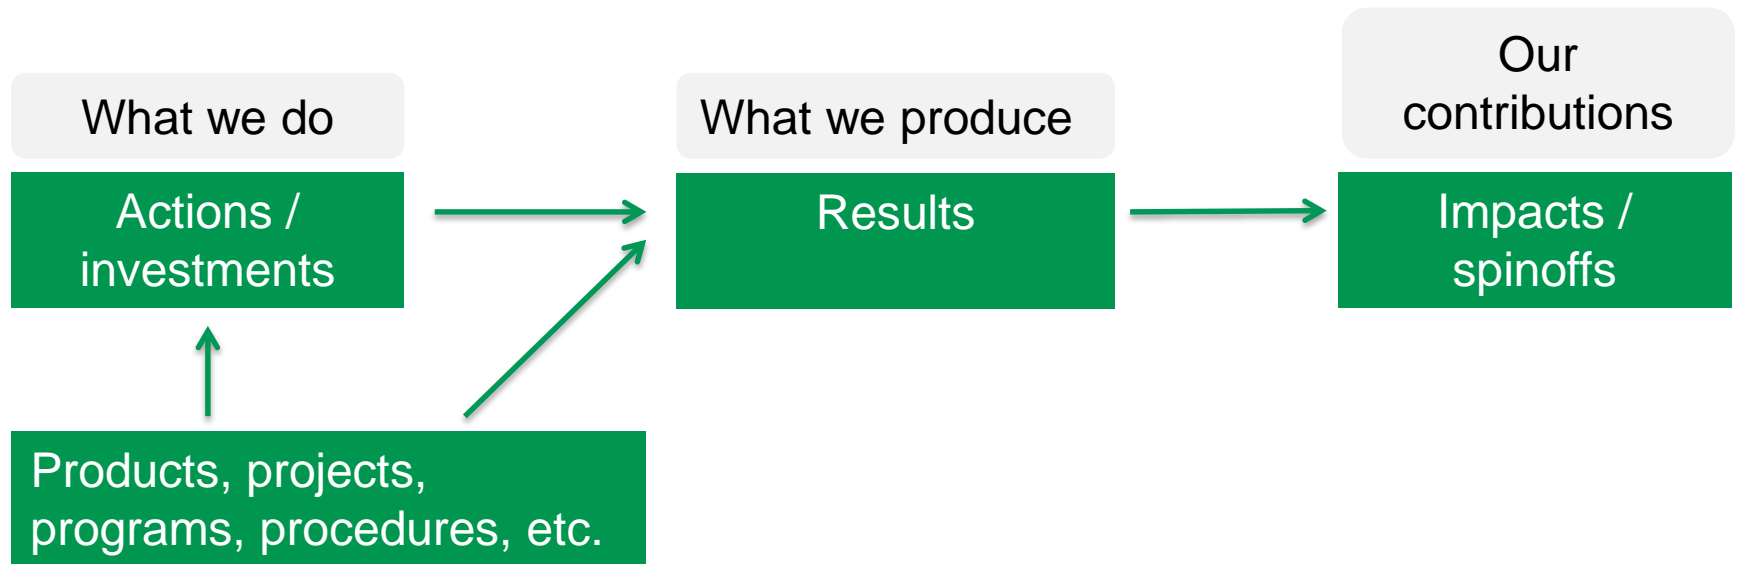 What we do
Actions /
investments
What we produce
Results
Our
contributions
Impacts /
spinoffs
Products, projects,
programs, procedures, etc.